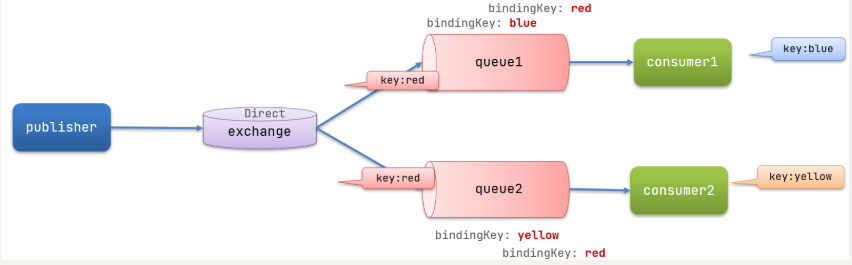 bindingKey: red
bindingKey: blue
queue1
consumer1
key:blue
key:red
publisher
Direct
exchange
key:red
queue2
consumer2
key:yellow
bindingKey: yellow
bindingKey: red